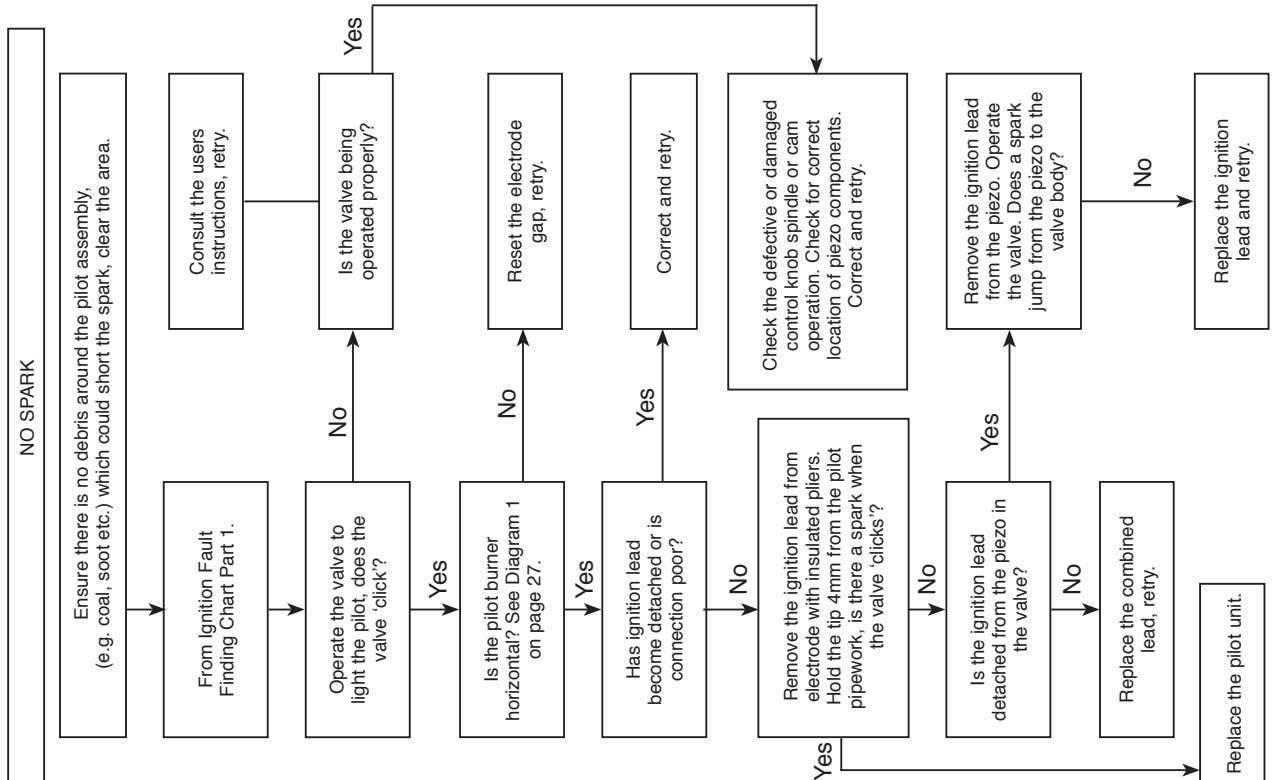 NO SPARK
Ensure there is no debris around the pilot assembly,
(e.g. coal, soot etc.) which could short the spark, clear the area.
From Ignition Fault
Finding Chart Part 1.
Operate the valve to
light the pilot, does the
valve ‘click’?
No
Is the valve being
operated properly?
Consult the users
instructions, retry.
Yes
Yes
Is the pilot burner
horizontal? See Diagram 1
on page 27.
No
Reset the electrode
gap, retry.
Yes
Has ignition lead
become detached or is
connection poor?
Yes
Correct and retry.
No
Check the defective or damaged
control knob spindle or cam
operation. Check for correct
location of piezo components.
Correct and retry.
Remove the ignition lead from
electrode with insulated pliers.
Hold the tip 4mm from the pilot
pipework, is there a spark when
the valve ‘clicks’?
Yes
No
Is the ignition lead
detached from the piezo in
the valve?
Yes
Remove the ignition lead
from the piezo. Operate
the valve. Does a spark
jump from the piezo to the
valve body?
No
No
Replace the combined
lead, retry.
Replace the ignition
lead and retry.
Replace the pilot unit.